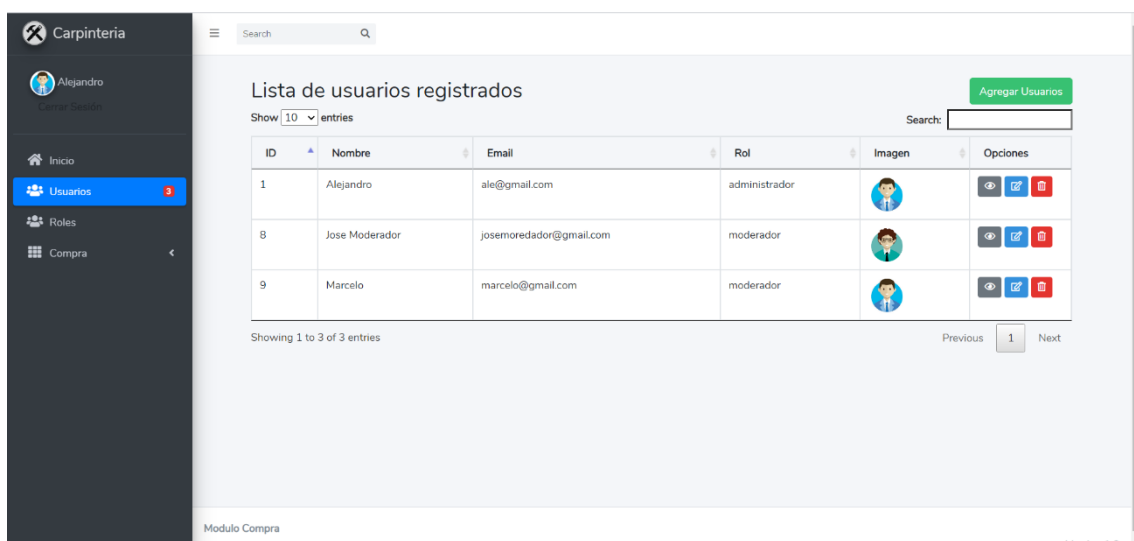 Carpinteria
Search
Alejandro
Cerrar Sesión
Inicio
Usuarios 3
Roles
Compra
Lista de usuarios registrados
Agregar Usuarios
Show 10 entries
Search:
ID Nombre Email Rol Imagen Opciones
1 Alejandro ale@gmail.com administrador
8 Jose Moderador josemoredador@gmail.com moderador
9 Marcelo marcelo@gmail.com moderador
Showing 1 to 3 of 3 entries
Previous 1 Next
Modulo Compra